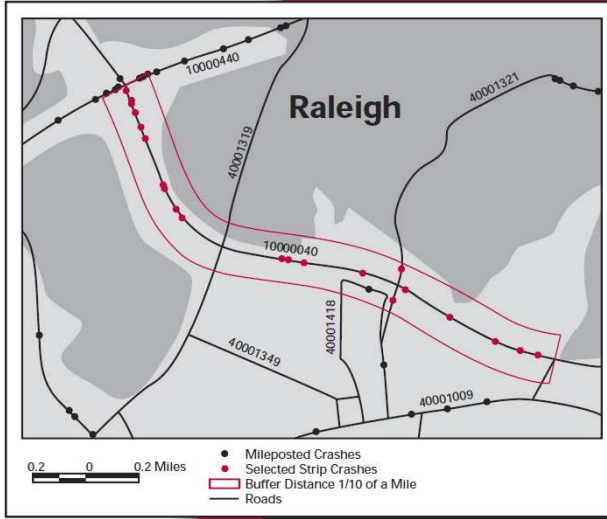 10000440
40001321
Raleigh
40001319
10000040
40001418
40001349
40001009
0.2 0 0.2 Miles
Mileposted Crashes
Selected Strip Crashes
Buffer Distance 1/10 of a Mile
Roads